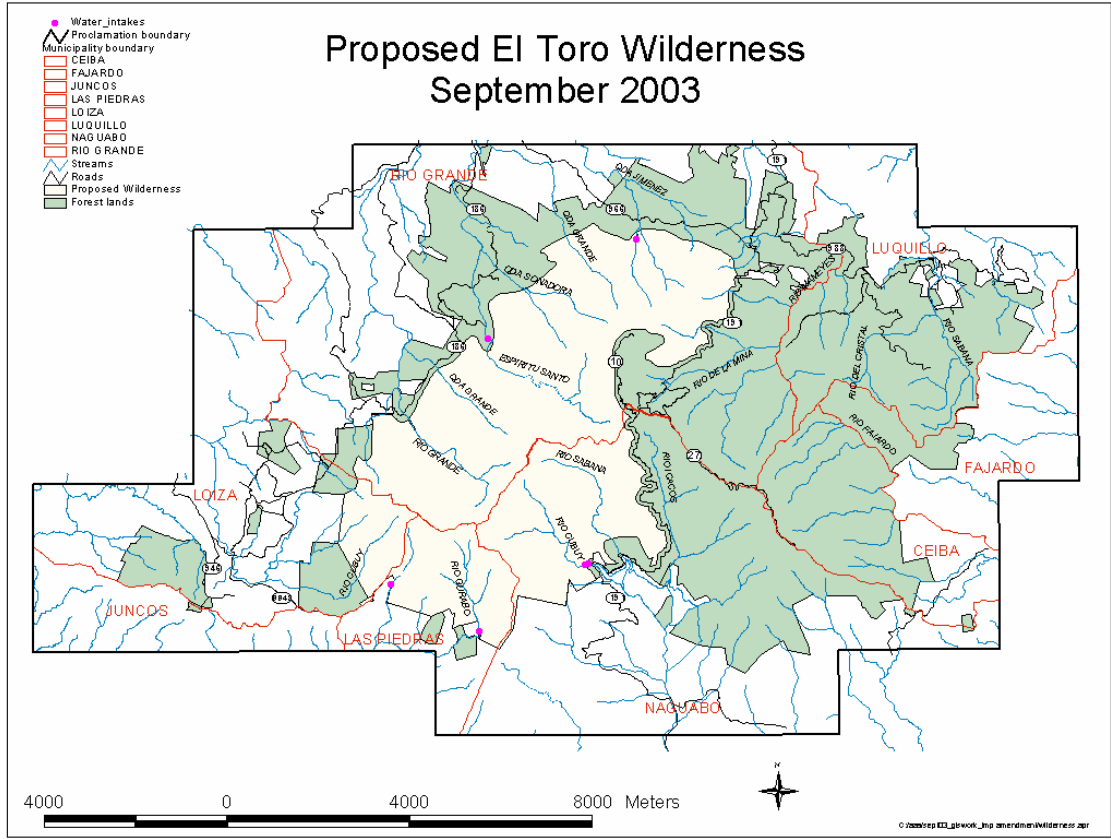 Water_intakes
Proclamation boundary
Municipality boundary
CEIBA
FAJARDO
JUNCOS
LAS PIEDRAS
LOIZA
LUQUILLO
NAGUABO
RIO GRANDE
Streams
Roads
Proposed Wilderness
Forest lands
Proposed El Toro Wilderness
September 2003
RIO GRANDE
QDA JIMENEZ
19
186
966
QDA GRANDE
988
LUQUILLO
QDA SONADORA
RIO MAMEYES
19
RIO SABANA
186
10
ESPIRITU SANTO
RIO DE LA MINA
RIO DEL CRISTAL
QDA GRANDE
RIO GRANDE
RIO SABANA
RIO ICACOS
27
RIO FAJARDO
FAJARDO
LOIZA
RIO CUBUY
CEIBA
RIO CUBUY
RIO GURABO
946
19
JUNCOS
LAS PIEDRAS
NAGUABO
N
4000
0
4000
8000
Meters